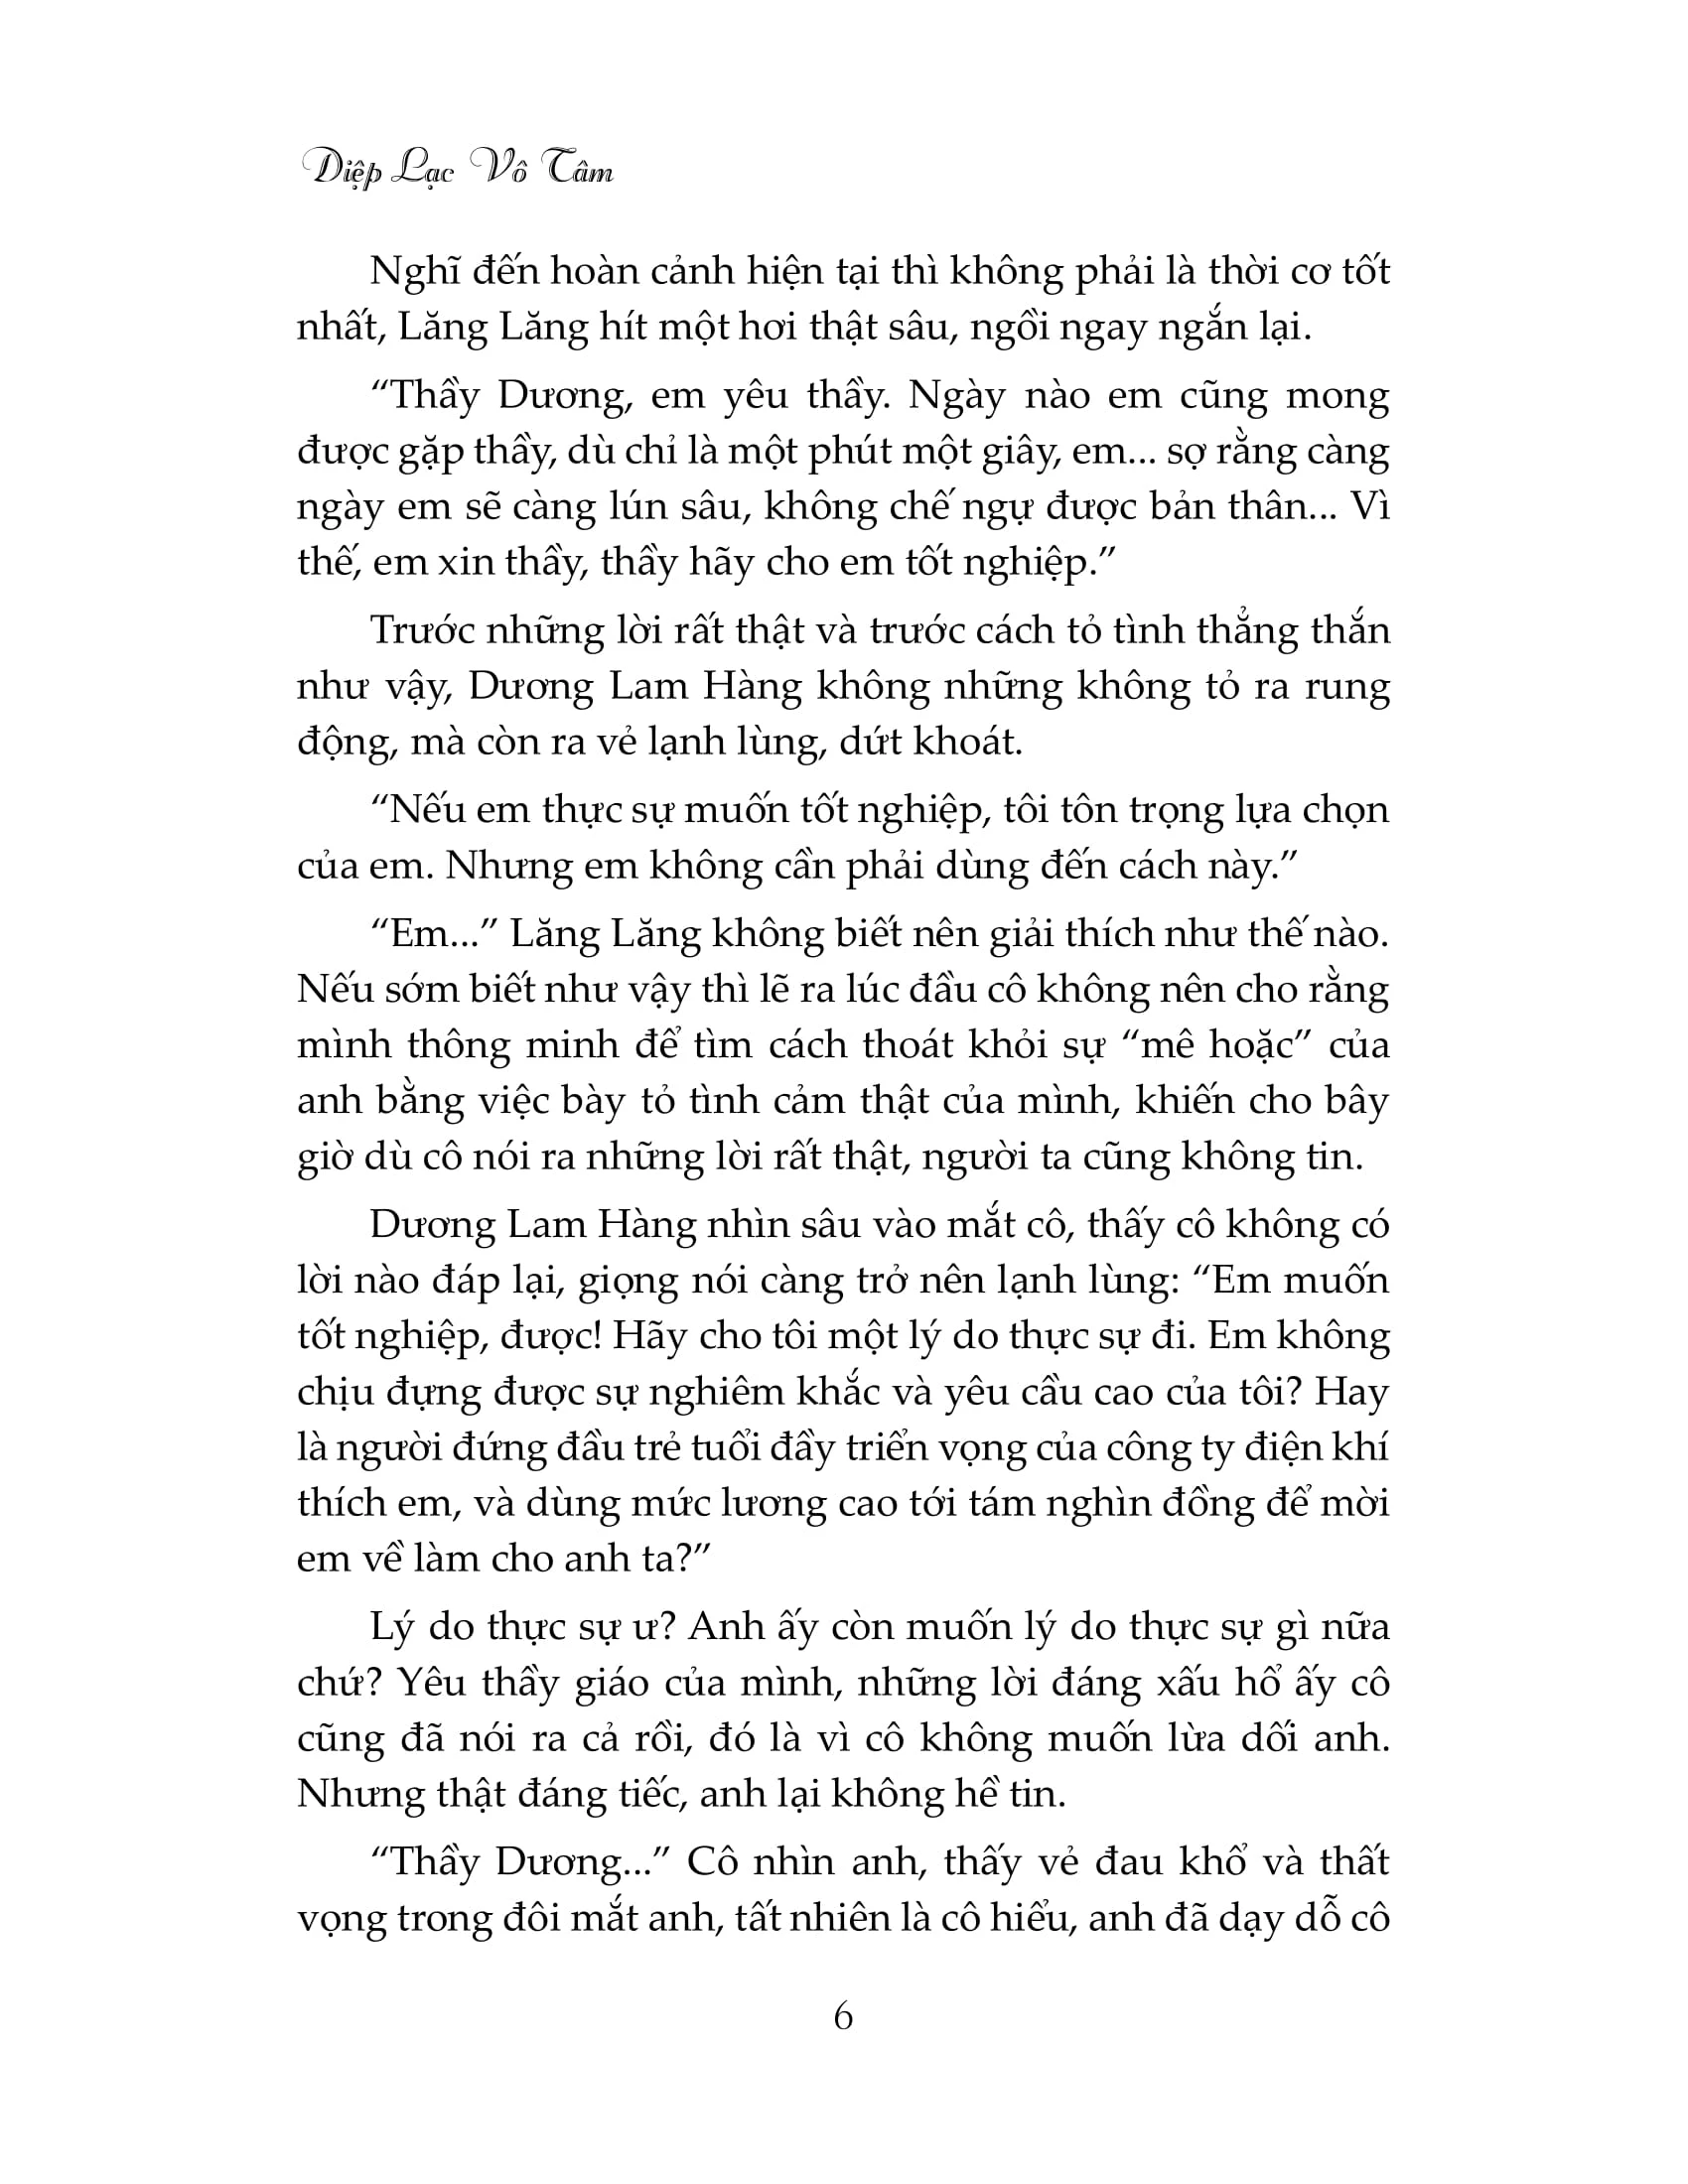 Diệp Lạc Vô Tâm
Nghĩ đến hoàn cảnh hiện tại thì không phải là thời cơ tốt
nhất, Lăng Lăng hít một hơi thật sâu, ngồi ngay ngắn lại.
“Thầy Dương, em yêu thầy. Ngày nào em cũng mong
được gặp thầy, dù chỉ là một phút một giây, em... sợ rằng càng
ngày em sẽ càng lún sâu, không chế ngự được bản thân... Vì
thế, em xin thầy, thầy hãy cho em tốt nghiệp.”
Trước những lời rất thật và trước cách tỏ tình thẳng thắn
như vậy, Dương Lam Hàng không những không tỏ ra rung
động, mà còn ra vẻ lạnh lùng, dứt khoát.
“Nếu em thực sự muốn tốt nghiệp, tôi tôn trọng lựa chọn
của em. Nhưng em không cần phải dùng đến cách này.”
“Em...” Lăng Lăng không biết nên giải thích như thế nào.
Nếu sớm biết như vậy thì lẽ ra lúc đầu cô không nên cho rằng
mình thông minh để tìm cách thoát khỏi sự “mê hoặc” của
anh bằng việc bày tỏ tình cảm thật của mình, khiến cho bây
giờ dù cô nói ra những lời rất thật, người ta cũng không tin.
Dương Lam Hàng nhìn sâu vào mắt cô, thấy cô không có
lời nào đáp lại, giọng nói càng trở nên lạnh lùng: “Em muốn
tốt nghiệp, được! Hãy cho tôi một lý do thực sự đi. Em không
chịu đựng được sự nghiêm khắc và yêu cầu cao của tôi? Hay
là người đứng đầu trẻ tuổi đầy triển vọng của công ty điện khí
thích em, và dùng mức lương cao tới tám nghìn đồng để mời
em về làm cho anh ta?”
Lý do thực sự ư? Anh ấy còn muốn lý do thực sự gì nữa
chứ? Yêu thầy giáo của mình, những lời đáng xấu hổ ấy cô
cũng đã nói ra cả rồi, đó là vì cô không muốn lừa dối anh.
Nhưng thật đáng tiếc, anh lại không hề tin.
“Thầy Dương...” Cô nhìn anh, thấy vẻ đau khổ và thất
vọng trong đôi mắt anh, tất nhiên là cô hiểu, anh đã dạy dỗ cô
6